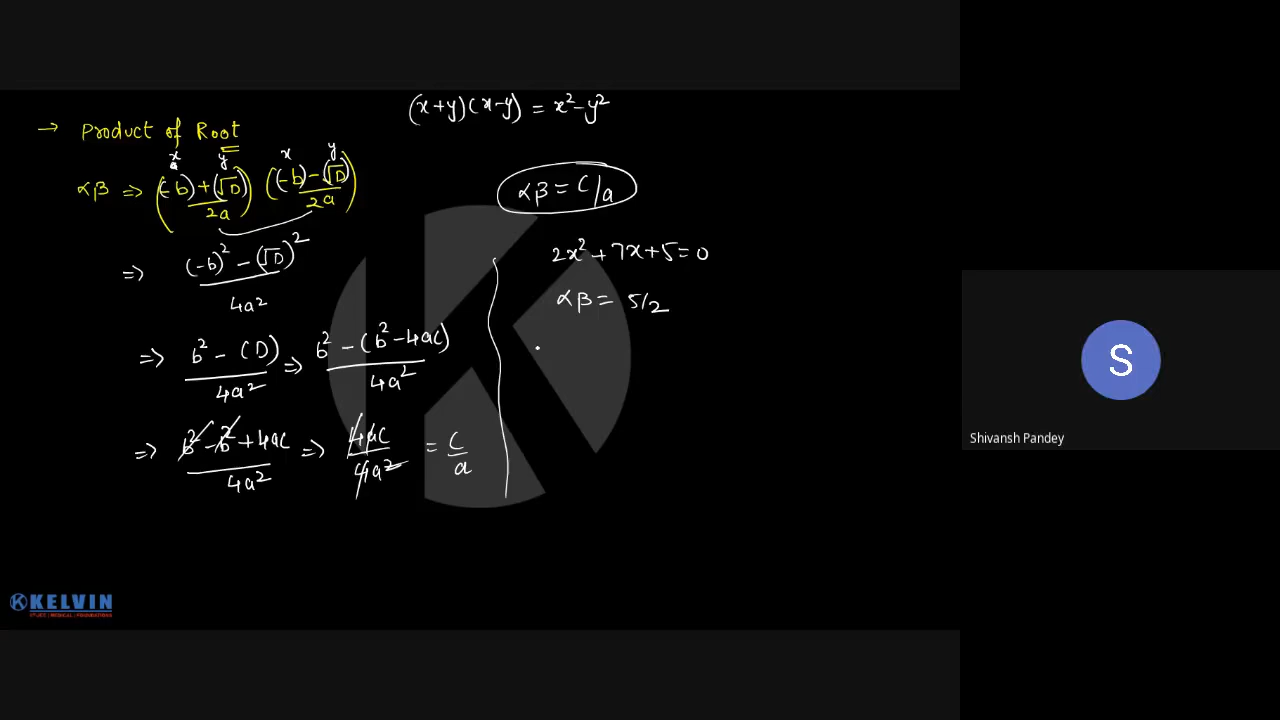 (x+y)(x-y) = x²-y²
→ Product of Root
x y x y
αβ ⇒ ((-b)+(√D)/2a) ((-b)-(√D)/2a)
αβ = C/a
⇒ (-b)² - (√D)² / 4a²
2x²+7x+5=0
αβ = 5/2
⇒ b² - (D) / 4a² ⇒ b² - (b²-4ac) / 4a²
⇒ b² - b² + 4ac / 4a² ⇒ 4ac / 4a² = c / a
S
Shivansh Pandey
KELVIN